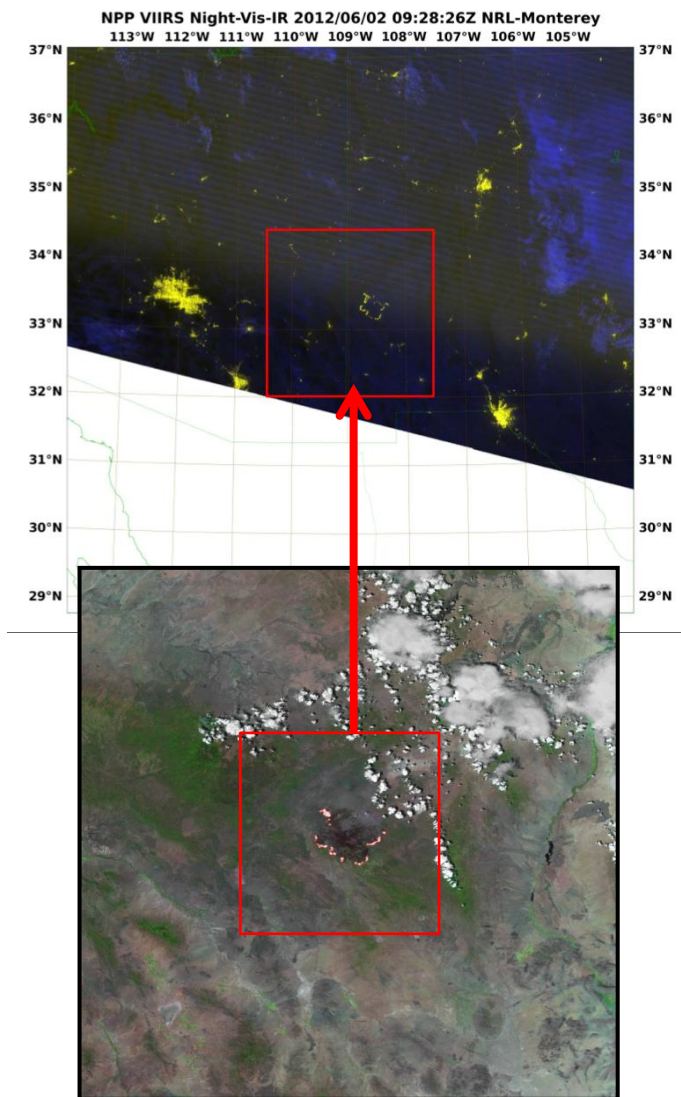 NPP VIIRS Night-Vis-IR 2012/06/02 09:28:26Z NRL-Monterey
113°W 112°W 111°W 110°W 109°W 108°W 107°W 106°W 105°W
37°N 37°N
36°N 36°N
35°N 35°N
34°N 34°N
33°N 33°N
32°N 32°N
31°N 31°N
30°N 30°N
29°N 29°N